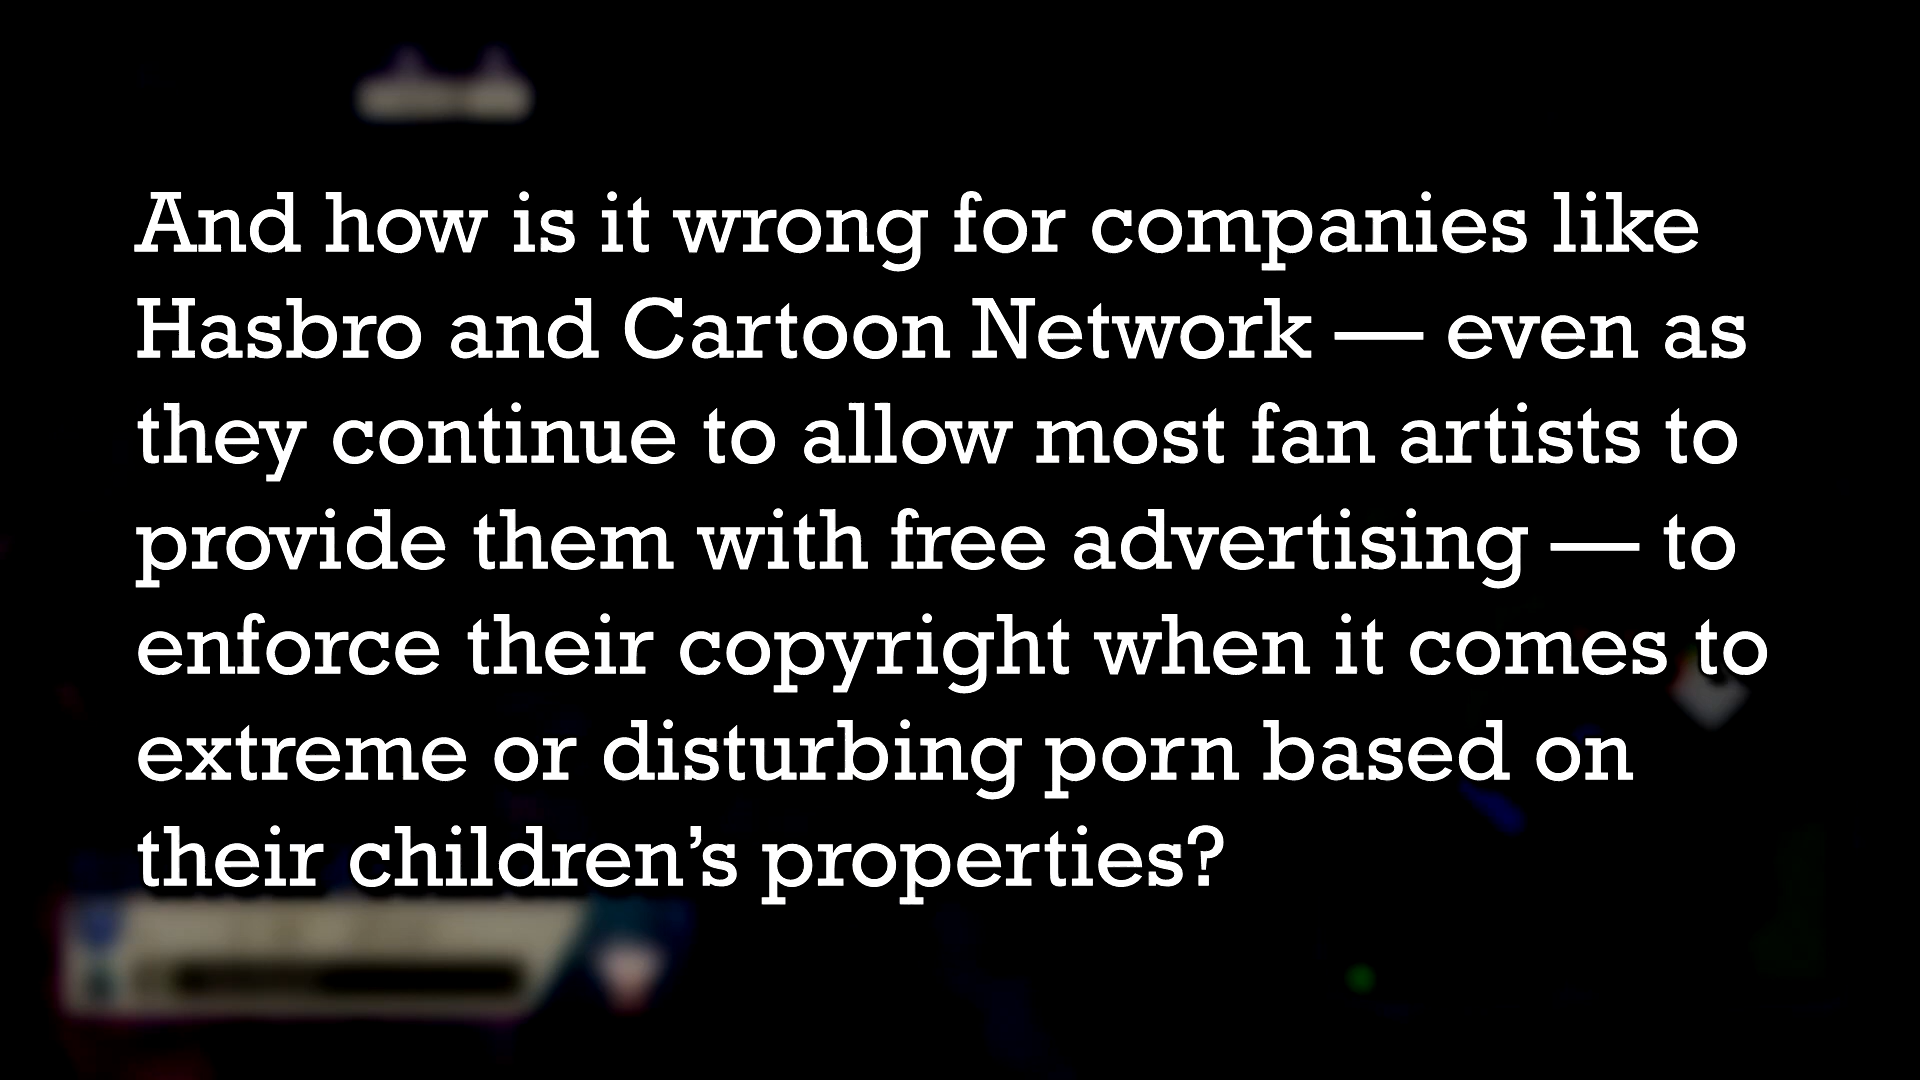 And how is it wrong for companies like
Hasbro and Cartoon Network — even as
they continue to allow most fan artists to
provide them with free advertising — to
enforce their copyright when it comes to
extreme or disturbing porn based on
their children’s properties?